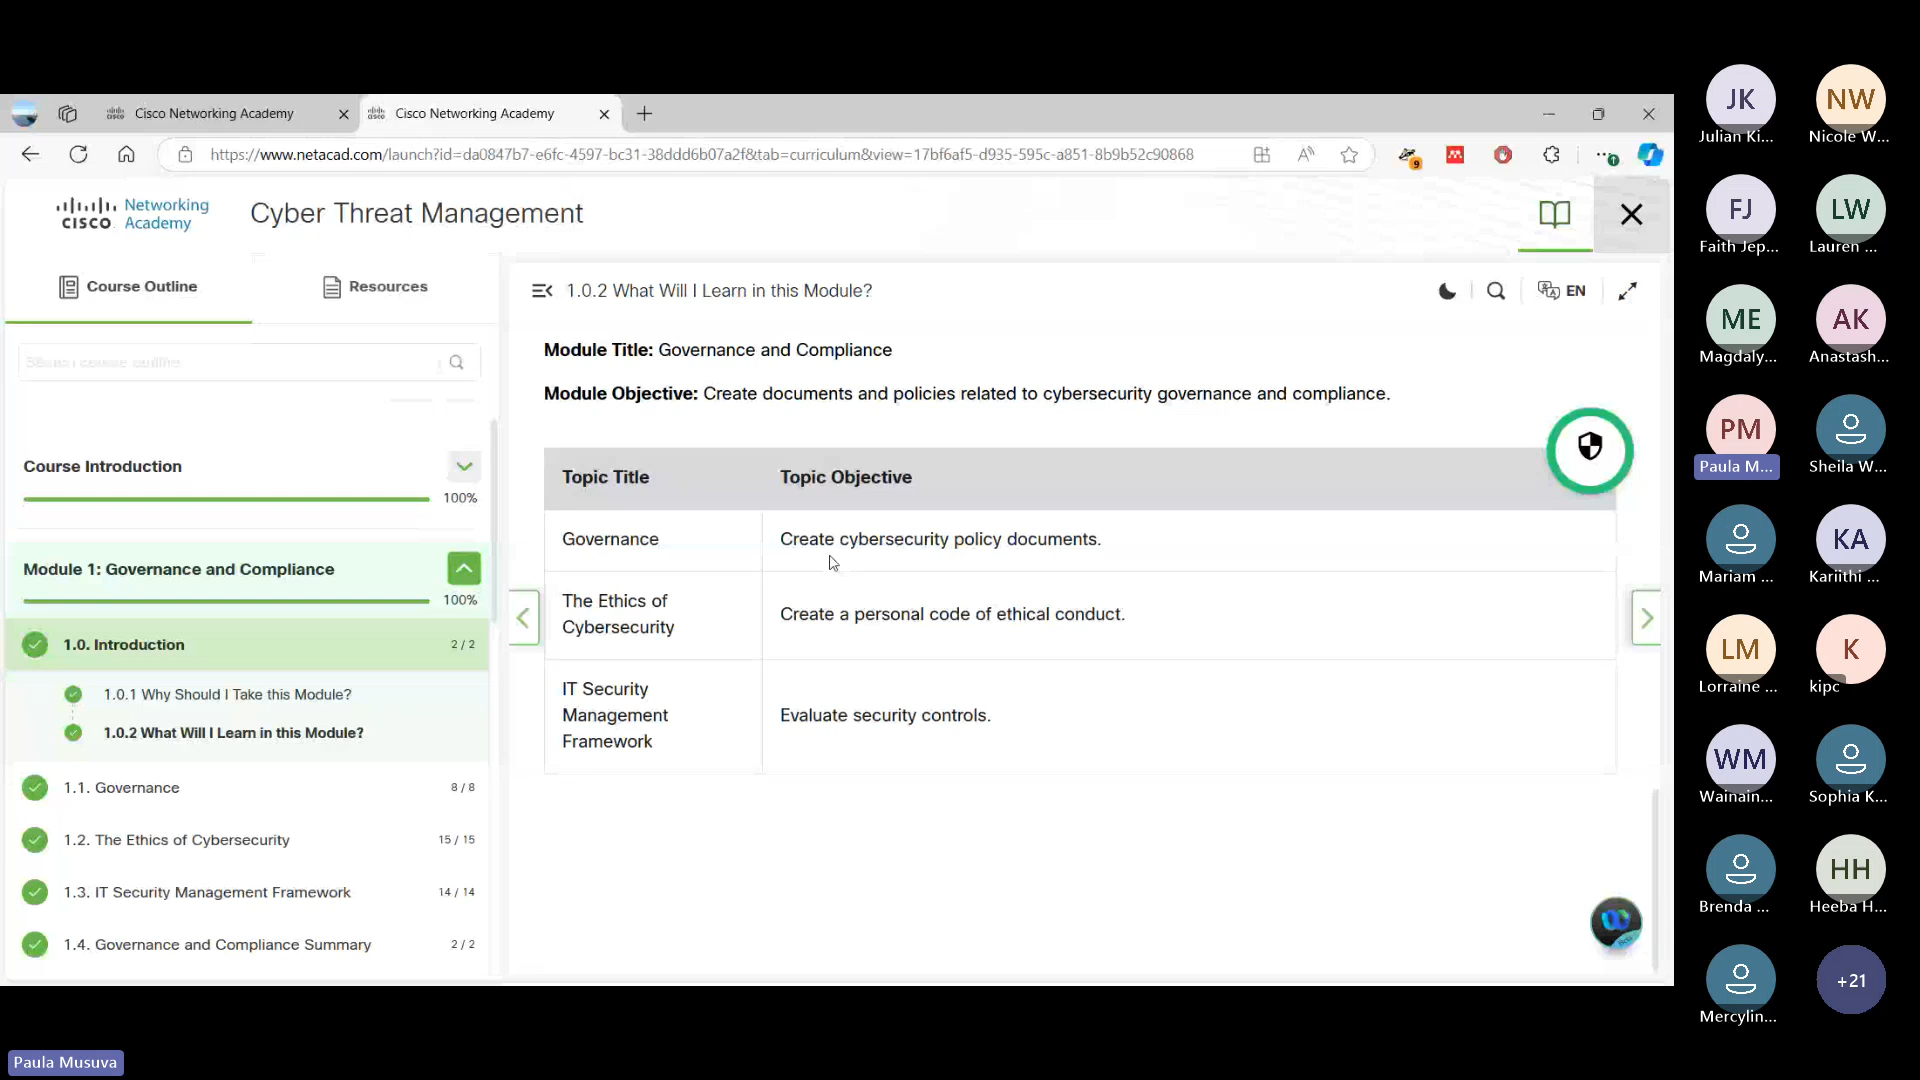 Cisco Networking Academy
Cisco Networking Academy
https://www.netacad.com/launch?id=da0847b7-e6fc-4597-bc31-38ddd6b07a2f&tab=curriculum&view=17bf6af5-d935-595c-a851-8b9b52c90868
9
CISCO Networking Academy
Cyber Threat Management
Course Outline
Resources
Search course outline
Course Introduction
100%
Module 1: Governance and Compliance
100%
1.0. Introduction 2 / 2
1.0.1 Why Should I Take this Module?
1.0.2 What Will I Learn in this Module?
1.1. Governance 8 / 8
1.2. The Ethics of Cybersecurity 15 / 15
1.3. IT Security Management Framework 14 / 14
1.4. Governance and Compliance Summary 2 / 2
1.0.2 What Will I Learn in this Module?
EN
Module Title: Governance and Compliance
Module Objective: Create documents and policies related to cybersecurity governance and compliance.
Topic Title Topic Objective
Governance Create cybersecurity policy documents.
The Ethics of
Cybersecurity
Create a personal code of ethical conduct.
IT Security
Management
Framework
Evaluate security controls.
JK NW
Julian Ki... Nicole W...
FJ LW
Faith Jep... Lauren ...
ME AK
Magdaly... Anastash...
PM
Paula M... Sheila W...
KA
Mariam ... Kariithi ...
LM K
Lorraine ... kipc
WM
Wainain... Sophia K...
HH
Brenda ... Heeba H...
+21
Mercylin...
Paula Musuva